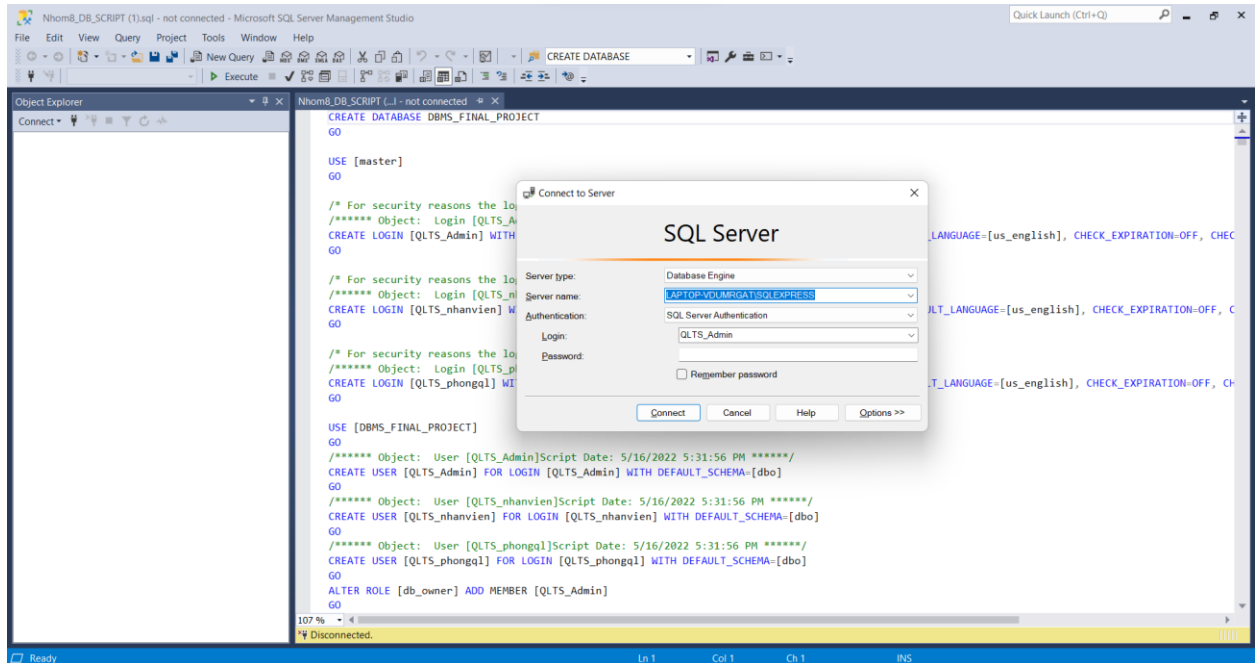 Nhom8_DB_SCRIPT (1).sql - not connected - Microsoft SQL Server Management Studio
Quick Launch (Ctrl+Q)
File Edit View Query Project Tools Window Help
New Query
CREATE DATABASE
Execute
Object Explorer
Nhom8_DB_SCRIPT (...l - not connected
Connect
CREATE DATABASE DBMS_FINAL_PROJECT
GO
USE [master]
GO
/* For security reasons the lo
/****** Object:  Login [QLTS_A
CREATE LOGIN [QLTS_Admin] WITH
_LANGUAGE=[us_english], CHECK_EXPIRATION=OFF, CHEC
GO
/* For security reasons the lo
/****** Object:  Login [QLTS_n
CREATE LOGIN [QLTS_nhanvien] W
ULT_LANGUAGE=[us_english], CHECK_EXPIRATION=OFF, C
GO
/* For security reasons the lo
/****** Object:  Login [QLTS_p
CREATE LOGIN [QLTS_phongql] WI
LT_LANGUAGE=[us_english], CHECK_EXPIRATION=OFF, CH
GO
USE [DBMS_FINAL_PROJECT]
GO
/****** Object:  User [QLTS_Admin]Script Date: 5/16/2022 5:31:56 PM ******/
CREATE USER [QLTS_Admin] FOR LOGIN [QLTS_Admin] WITH DEFAULT_SCHEMA=[dbo]
GO
/****** Object:  User [QLTS_nhanvien]Script Date: 5/16/2022 5:31:56 PM ******/
CREATE USER [QLTS_nhanvien] FOR LOGIN [QLTS_nhanvien] WITH DEFAULT_SCHEMA=[dbo]
GO
/****** Object:  User [QLTS_phongql]Script Date: 5/16/2022 5:31:56 PM ******/
CREATE USER [QLTS_phongql] FOR LOGIN [QLTS_phongql] WITH DEFAULT_SCHEMA=[dbo]
GO
ALTER ROLE [db_owner] ADD MEMBER [QLTS_Admin]
GO
Connect to Server
SQL Server
Server type: Database Engine
Server name: LAPTOP-VDUMRGAT\SQLEXPRESS
Authentication: SQL Server Authentication
Login: QLTS_Admin
Password:
Remember password
Connect Cancel Help Options >>
107 %
Disconnected.
Ready Ln 1 Col 1 Ch 1 INS